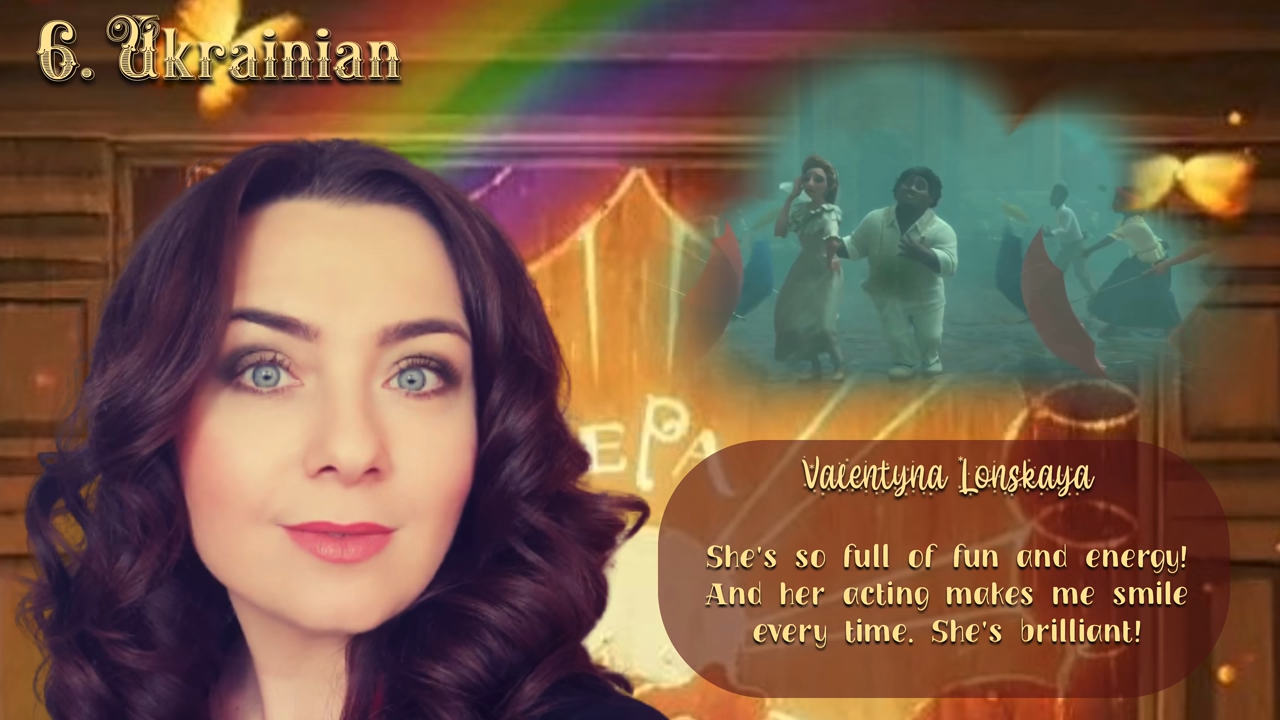 6. Ukrainian
ЕРА
Valentyna Lonskaya
She's so full of fun and energy!
And her acting makes me smile
every time. She's brilliant!